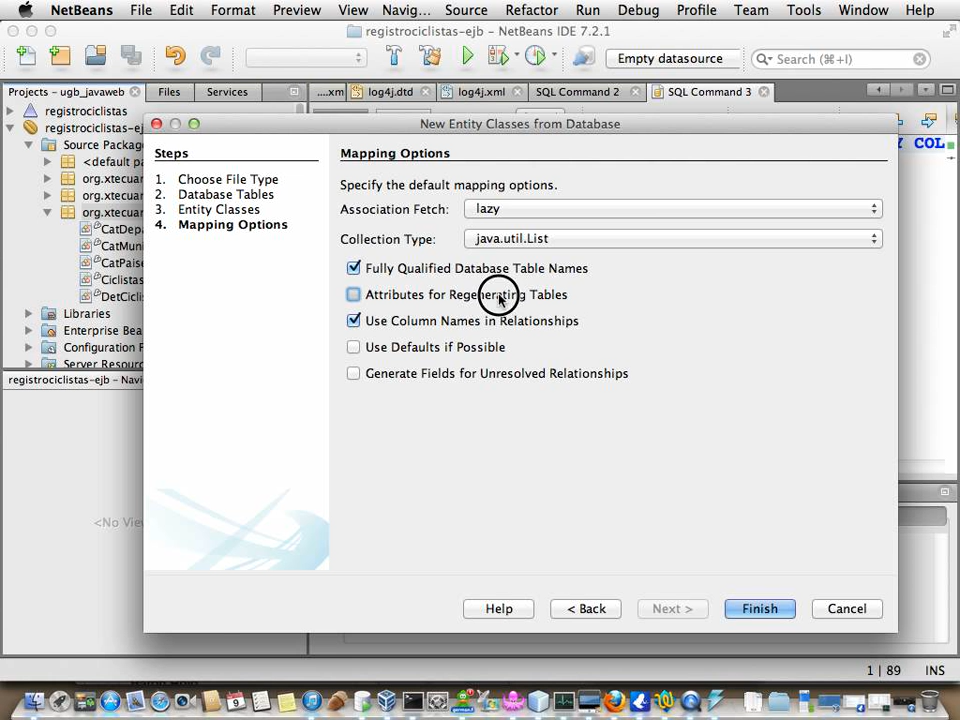 NetBeans File Edit Format Preview View Navig... Source Refactor Run Debug Profile Team Tools Window Help
registrociclistas-ejb – NetBeans IDE 7.2.1
Empty datasource
Search (⌘+I)
Projects – ugb_javaweb Files Services ....xm log4j.dtd log4j.xml SQL Command 2 SQL Command 3
registrociclistas
registrociclistas-ej
Source Packag
<default pa
org.xtecuar
org.xtecuar
org.xtecuar
CatDepa
CatMuni
CatPaise
Ciclistas
DetCicli
Libraries
Enterprise Bea
Configuration F
Server Resourc
registrociclistas-ejb – Navi
<No View
Y COL
New Entity Classes from Database
Steps
1. Choose File Type
2. Database Tables
3. Entity Classes
4. Mapping Options
Mapping Options
Specify the default mapping options.
Association Fetch: lazy
Collection Type: java.util.List
Fully Qualified Database Table Names
Attributes for Regenerating Tables
Use Column Names in Relationships
Use Defaults if Possible
Generate Fields for Unresolved Relationships
Help < Back Next > Finish Cancel
1 | 89 INS